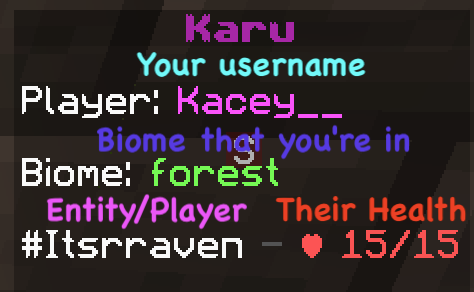 Karu
Your username
Player: Kacey__
Biome that you're in
S
Biome: forest
Entity/Player Their Health
#Itsrraven - ♥ 15/15